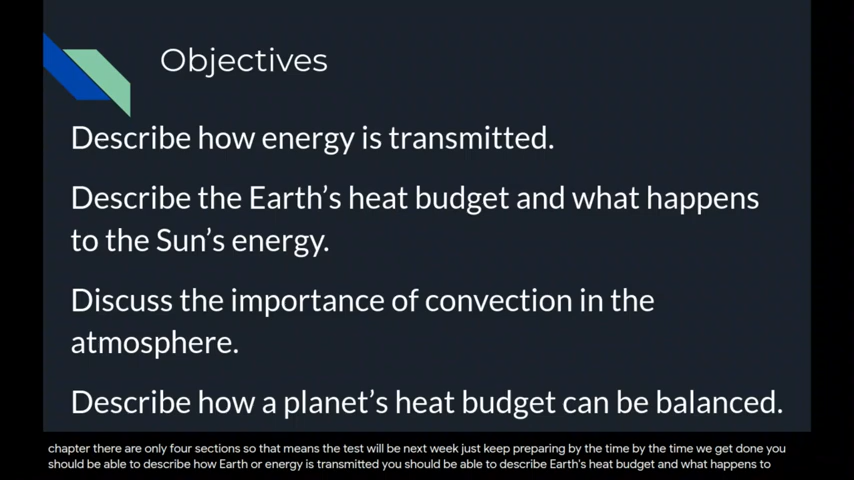 Objectives
Describe how energy is transmitted.
Describe the Earth’s heat budget and what happens
to the Sun’s energy.
Discuss the importance of convection in the
atmosphere.
Describe how a planet’s heat budget can be balanced.
chapter there are only four sections so that means the test will be next week just keep preparing by the time by the time we get done you
should be able to describe how Earth or energy is transmitted you should be able to describe Earth's heat budget and what happens to